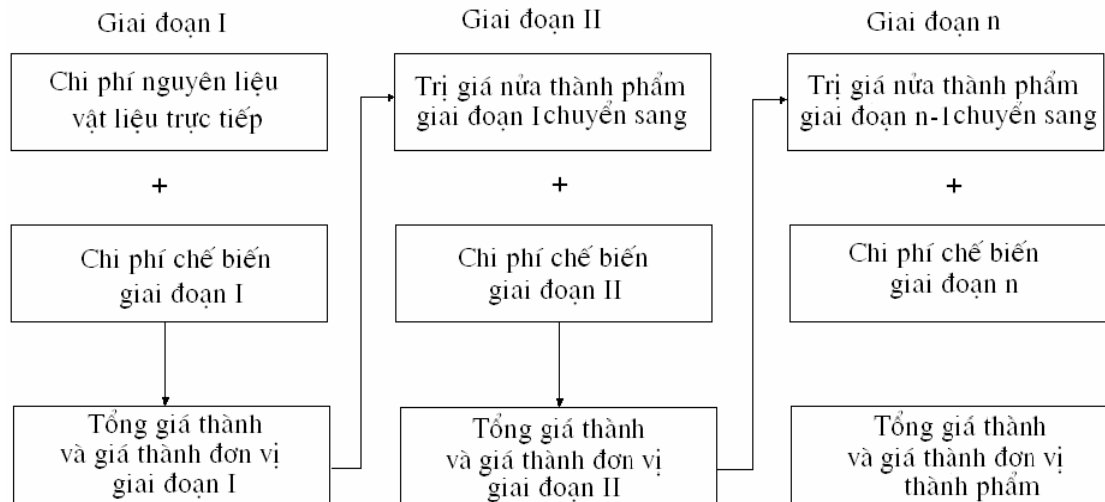 Giai đoạn I
Chi phí nguyên liệu
vật liệu trực tiếp
+
Chi phí chế biến
giai đoạn I
Tổng giá thành
và giá thành đơn vị
giai đoạn I
Giai đoạn II
Trị giá nửa thành phẩm
giai đoạn I chuyển sang
+
Chi phí chế biến
giai đoạn II
Tổng giá thành
và giá thành đơn vị
giai đoạn II
Giai đoạn n
Trị giá nửa thành phẩm
giai đoạn n-1 chuyển sang
+
Chi phí chế biến
giai đoạn n
Tổng giá thành
và giá thành đơn vị
thành phẩm